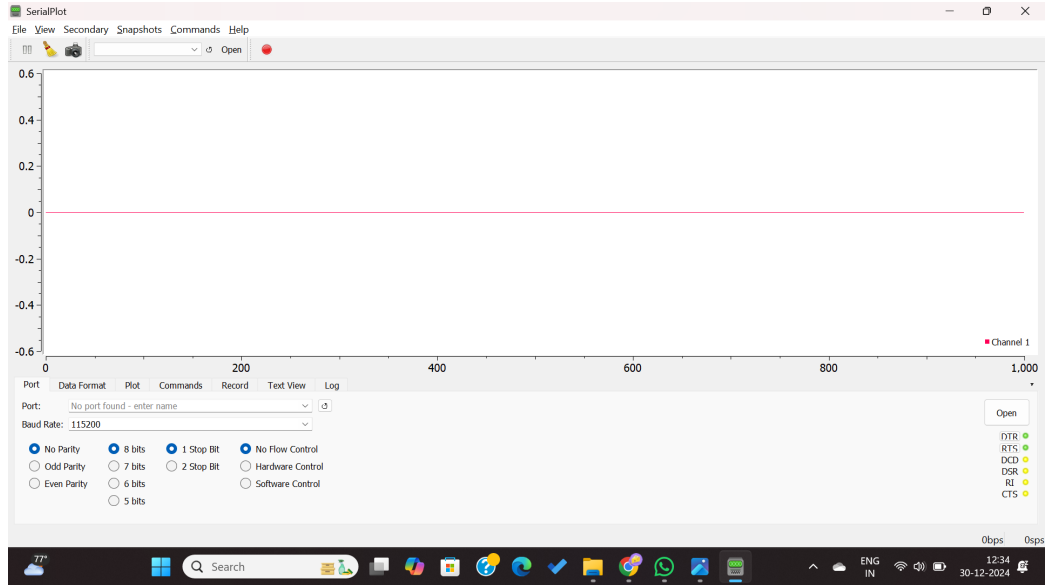 SerialPlot
File View Secondary Snapshots Commands Help
Open
0.6
0.4
0.2
0
-0.2
-0.4
-0.6
Channel 1
0 200 400 600 800 1,000
Port Data Format Plot Commands Record Text View Log
Port: No port found - enter name
Open
Baud Rate: 115200
DTR
No Parity 8 bits 1 Stop Bit No Flow Control
RTS
DCD
Odd Parity 7 bits 2 Stop Bit Hardware Control
DSR
Even Parity 6 bits Software Control
RI
CTS
5 bits
0bps 0sps
77°
Search
ENG
IN
12:34
30-12-2024